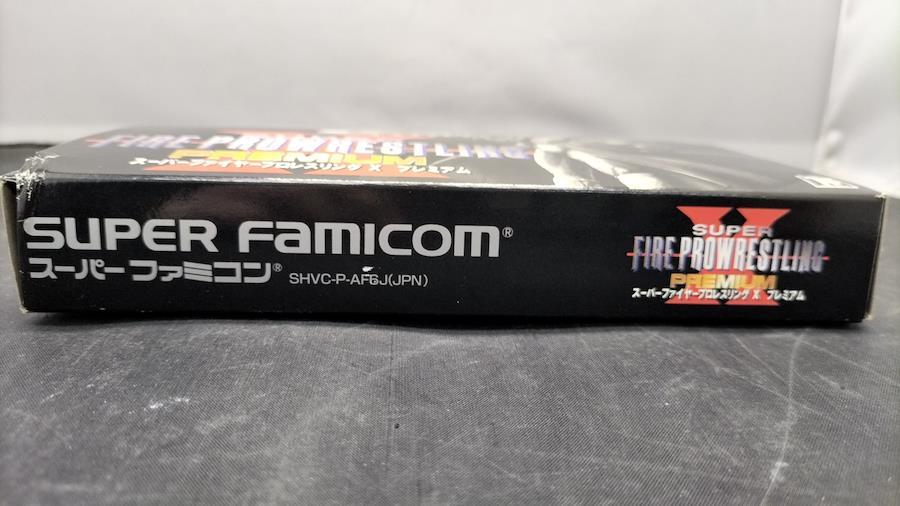 FIRE PROWRESTLING
PREMIUM
スーパーファイヤープロレスリング X プレミアム
SUPER FAMICOM®
スーパーファミコン®
SHVC-P-AF6J(JPN)
X
SUPER
FIRE PROWRESTLING
PREMIUM
スーパーファイヤープロレスリング X プレミアム